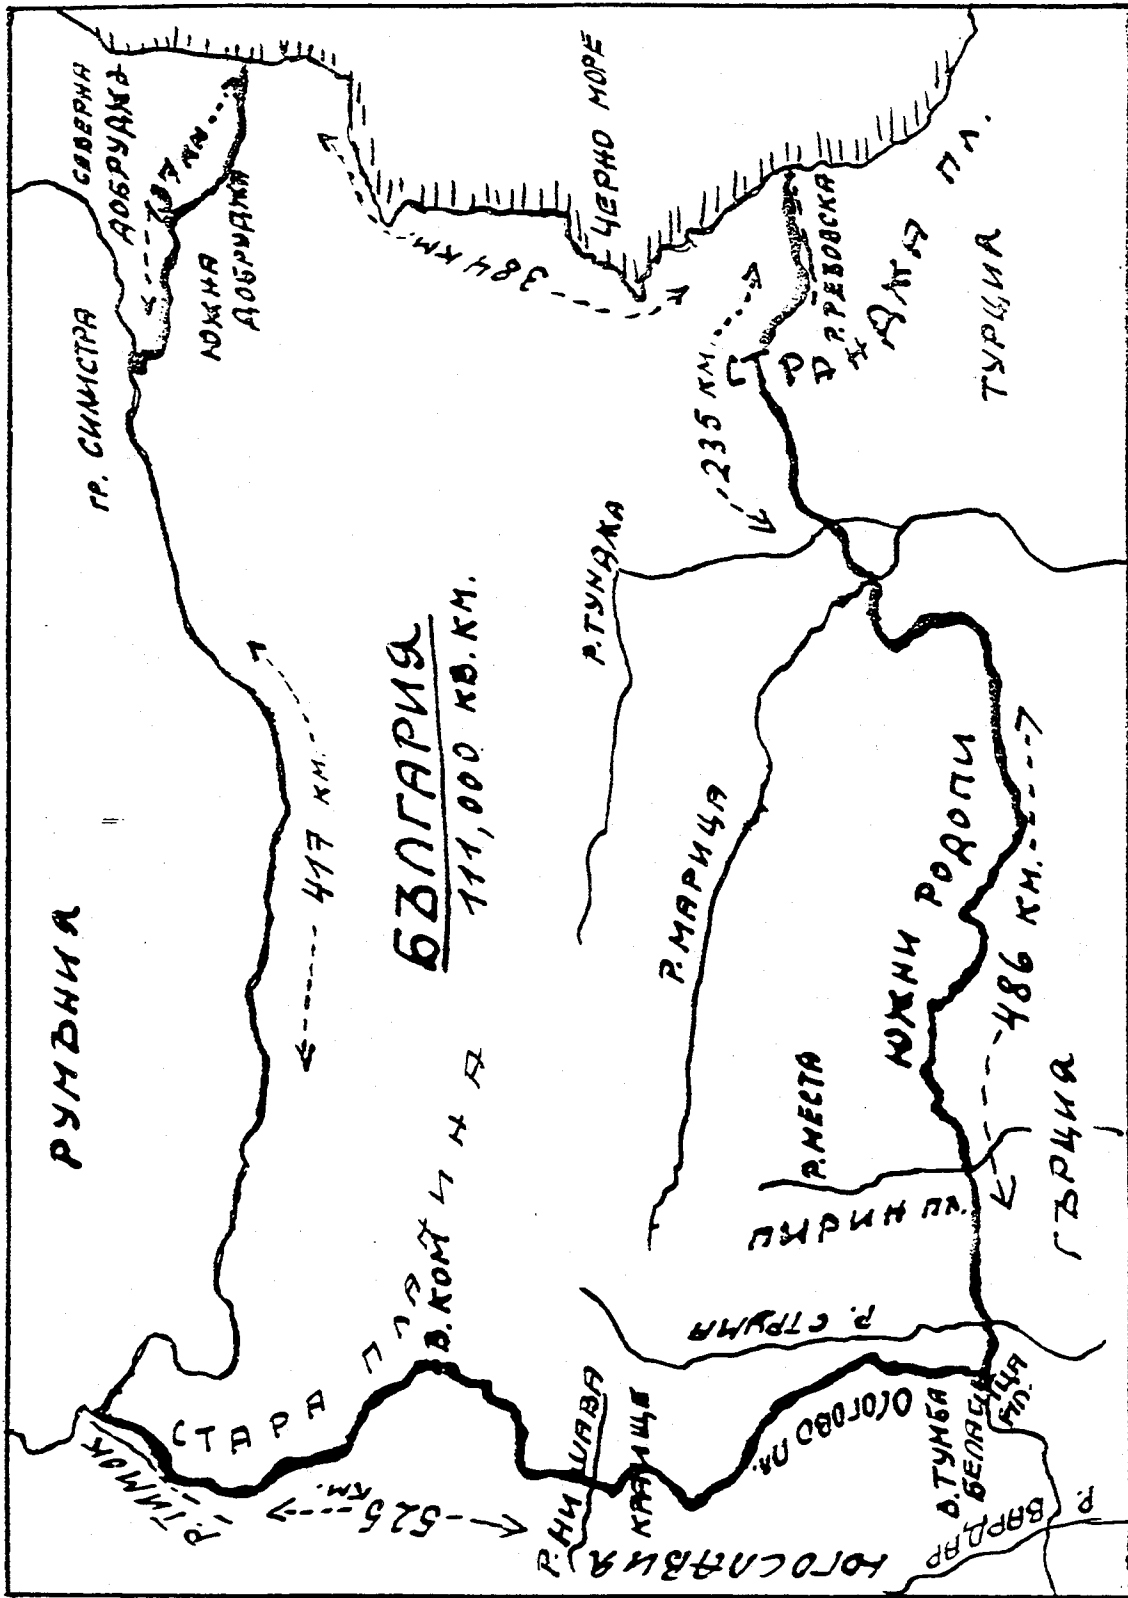 РУМЪНИЯ
СЕВЕРНА
ДОБРУДЖА
ГР. СИЛИСТРА
ЮЖНА
ДОБРУДЖА
417 КМ.
Р. ТИМОК
СТАРА
ПЛАНИНА
В. КОМ
БЪЛГАРИЯ
111,000 КВ. КМ.
384 КМ.
ЧЕРНО МОРЕ
525 КМ.
Р. НИШАВА
КРАИЩЕ
ЮГОСЛАВИЯ
Р. ТУНДЖА
Р. МАРИЦА
235 КМ.
Р. РЕЗОВСКА
СТРАНДЖА ПЛ.
ТУРЦИЯ
ОСОГОВО ПЛ.
Р. СТРУМА
ПИРИН ПЛ.
Р. МЕСТА
ЮЖНИ РОДОПИ
486 КМ.
В. ТУМБА
БЕЛАСИЦА
ПЛ.
Р. ВАРДАР
ГЪРЦИЯ